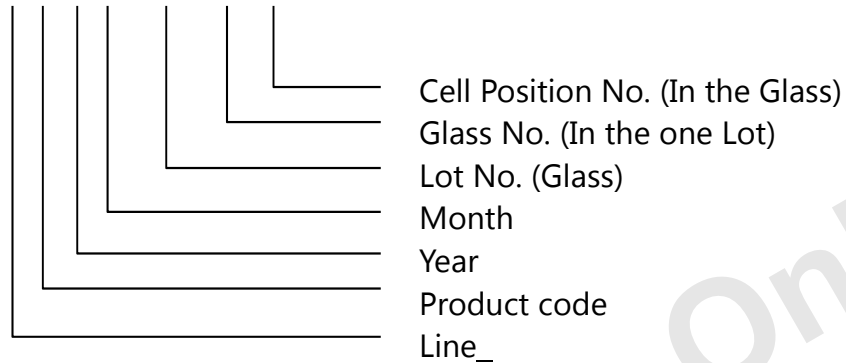 Cell Position No. (In the Glass)
Glass No. (In the one Lot)
Lot No. (Glass)
Month
Year
Product code
Line_
On